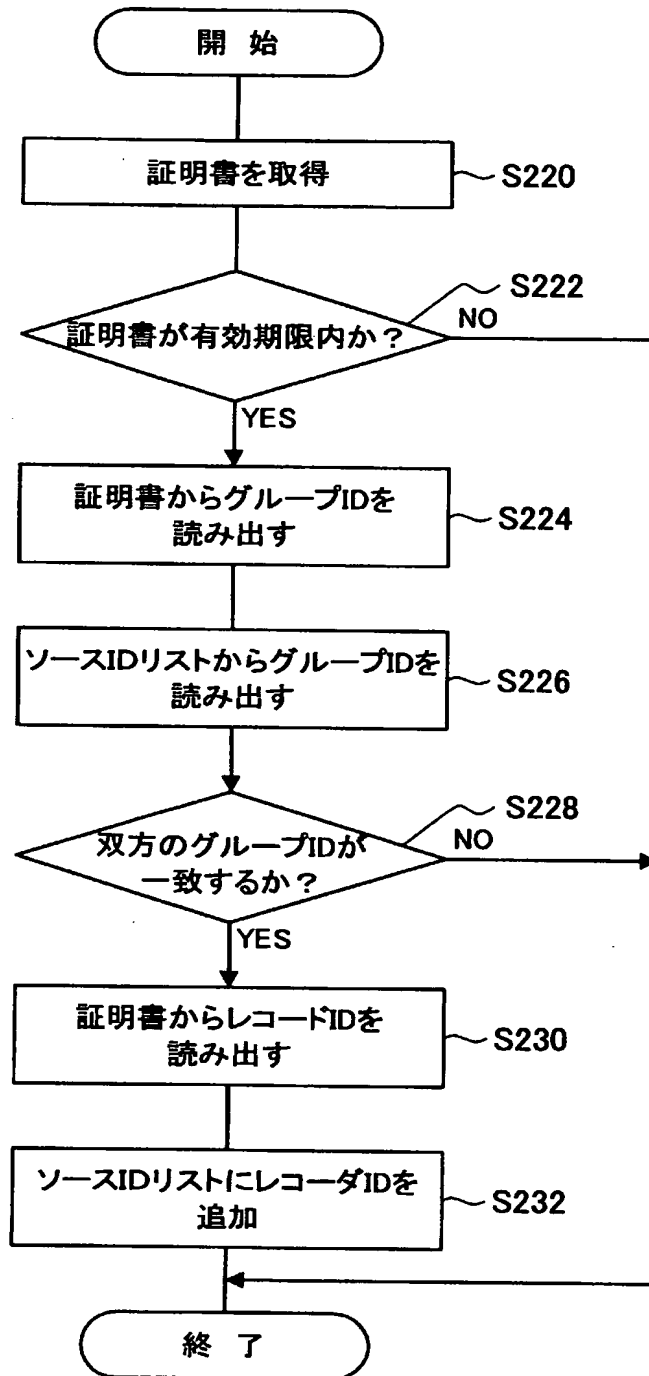 開 始
証明書を取得
S220
S222
証明書が有効期限内か？
NO
YES
証明書からグループIDを
読み出す
S224
ソースIDリストからグループIDを
読み出す
S226
S228
双方のグループIDが
一致するか？
NO
YES
証明書からレコードIDを
読み出す
S230
ソースIDリストにレコーダIDを
追加
S232
終 了